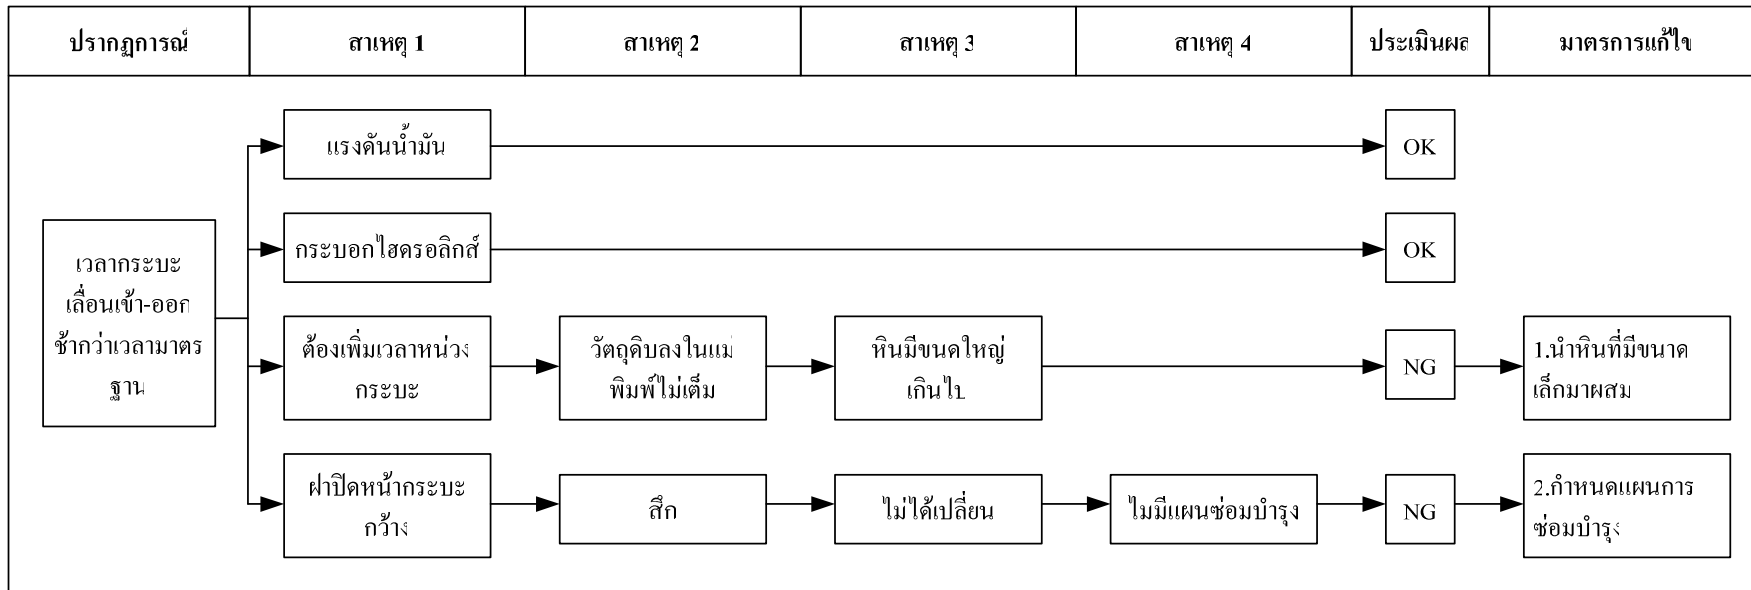 ปรากฏการณ์ สาเหตุ 1 สาเหตุ 2 สาเหตุ 3 สาเหตุ 4 ประเมินผล มาตรการแก้ไข
แรงดันน้ำมัน OK
กระบอกไฮดรอลิกส์ OK
เวลากระบะ
เลื่อนเข้า-ออก
ช้ากว่าเวลามาตร
ฐาน
ต้องเพิ่มเวลาหน่วง
กระบะ
วัตถุดิบลงในแม่
พิมพ์ไม่เต็ม
หินมีขนดใหญ่
เกินไป
NG
1.นำหินที่มีขนาด
เล็กมาผสม
ฝาปิดหน้ากระบะ
กว้าง
สึก
ไม่ได้เปลี่ยน
ไมมีแผนซ่อมบำรุง
NG
2.กำหนดแผนการ
ซ่อมบำรุง